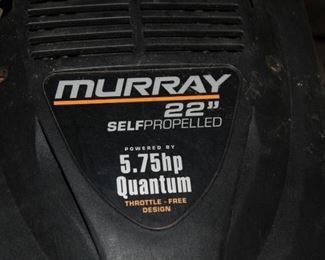 MURRAY
22"
SELFPROPELLED
POWERED BY
5.75hp
Quantum
THROTTLE - FREE
DESIGN